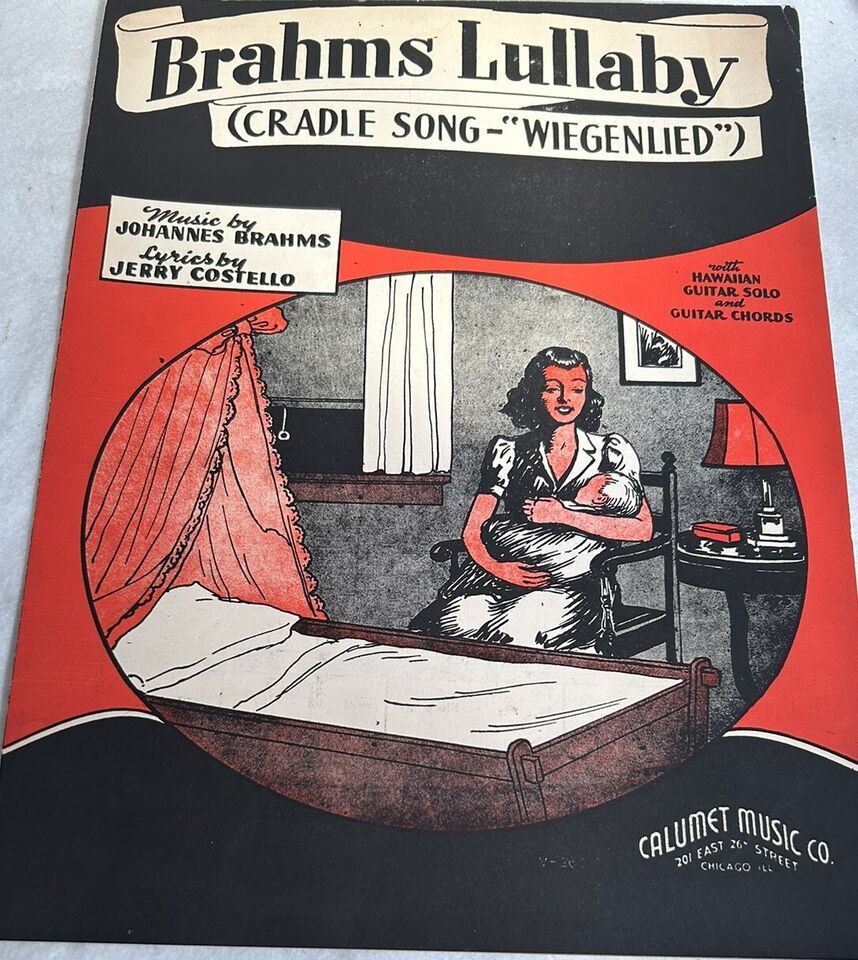 Brahms Lullaby
(CRADLE SONG-"WIEGENLIED")
Music by
JOHANNES BRAHMS
Lyrics by
JERRY COSTELLO
with
HAWAIIAN
GUITAR SOLO
and
GUITAR CHORDS
CALUMET MUSIC CO.
201 EAST 26th STREET
CHICAGO ILL